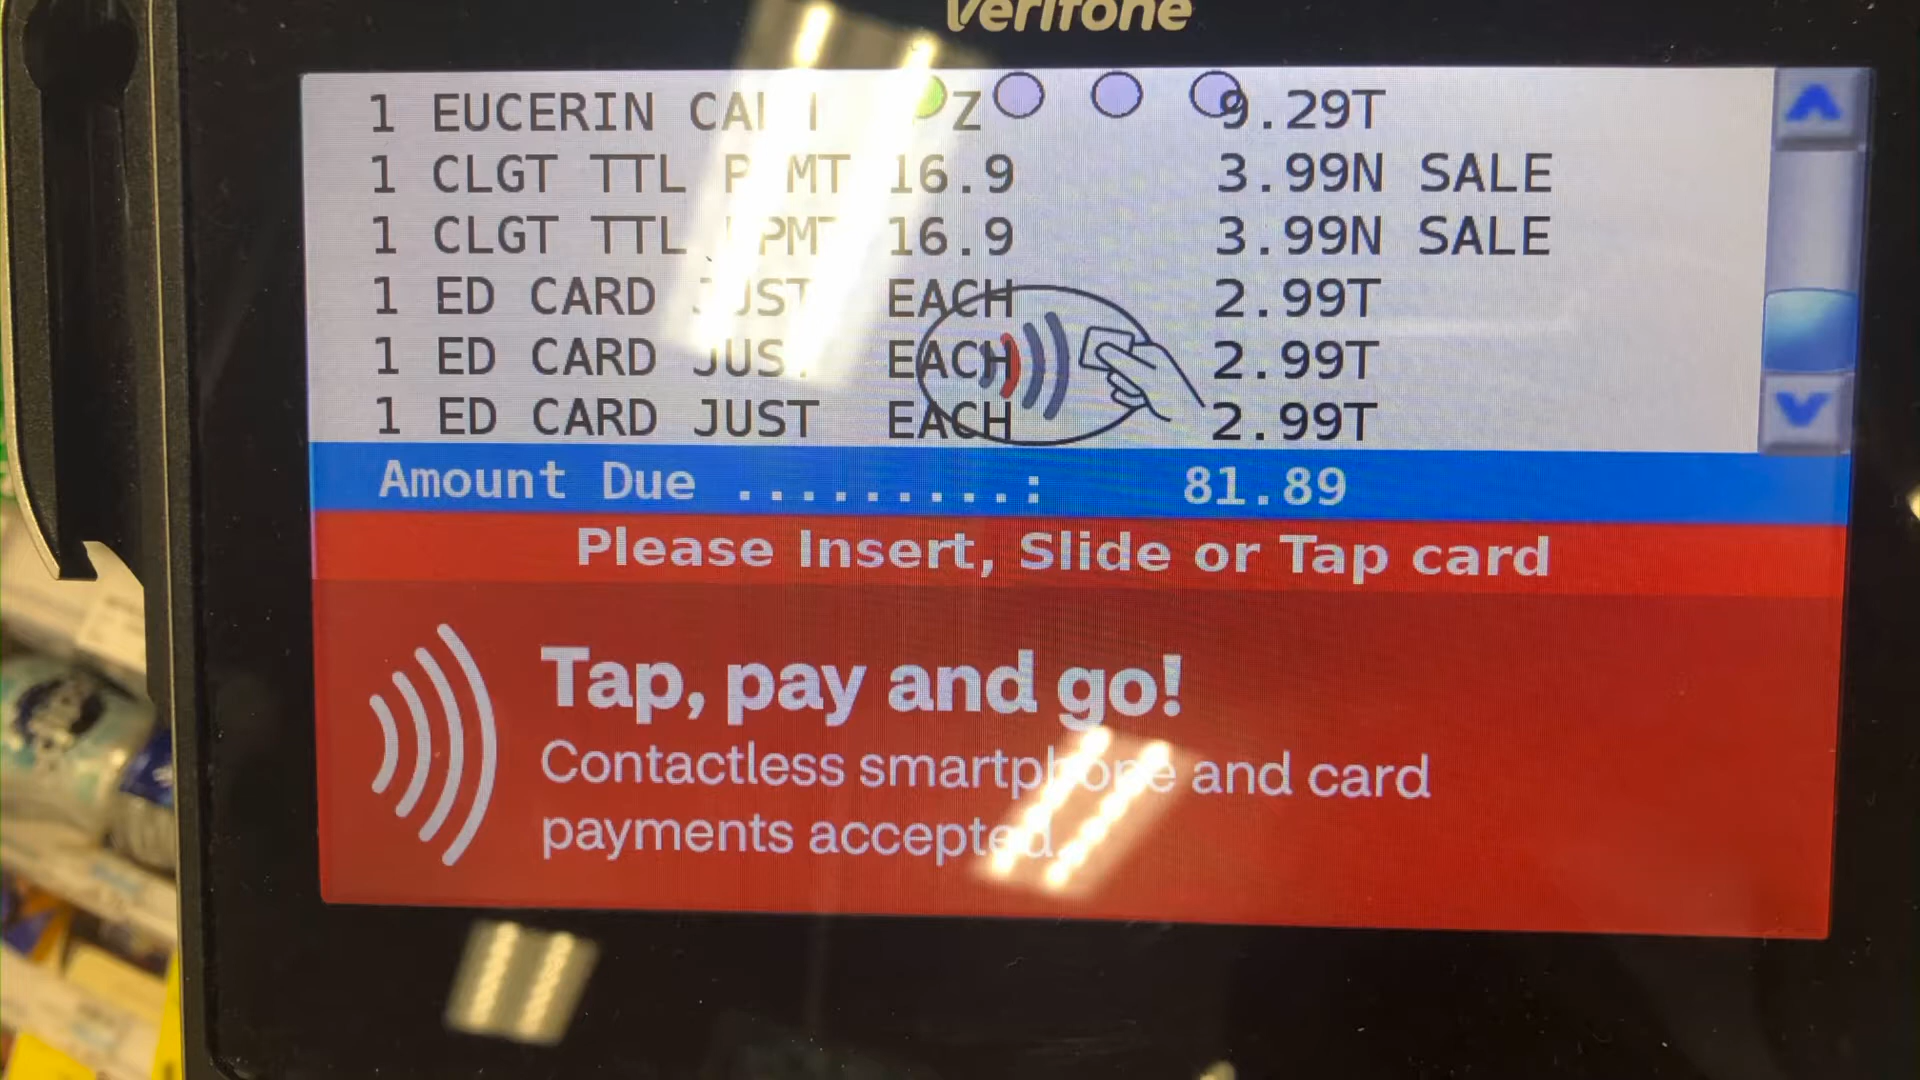 Verifone
1 EUCERIN Z 9.29T
1 CLGT TTL 16.9 3.99N SALE
1 CLGT TTL 16.9 3.99N SALE
1 ED CARD JUST EACH 2.99T
1 ED CARD JUST EACH 2.99T
1 ED CARD JUST EACH 2.99T
Amount Due .........: 81.89
Please Insert, Slide or Tap card
Tap, pay and go!
Contactless smartphone and card
payments accepted.